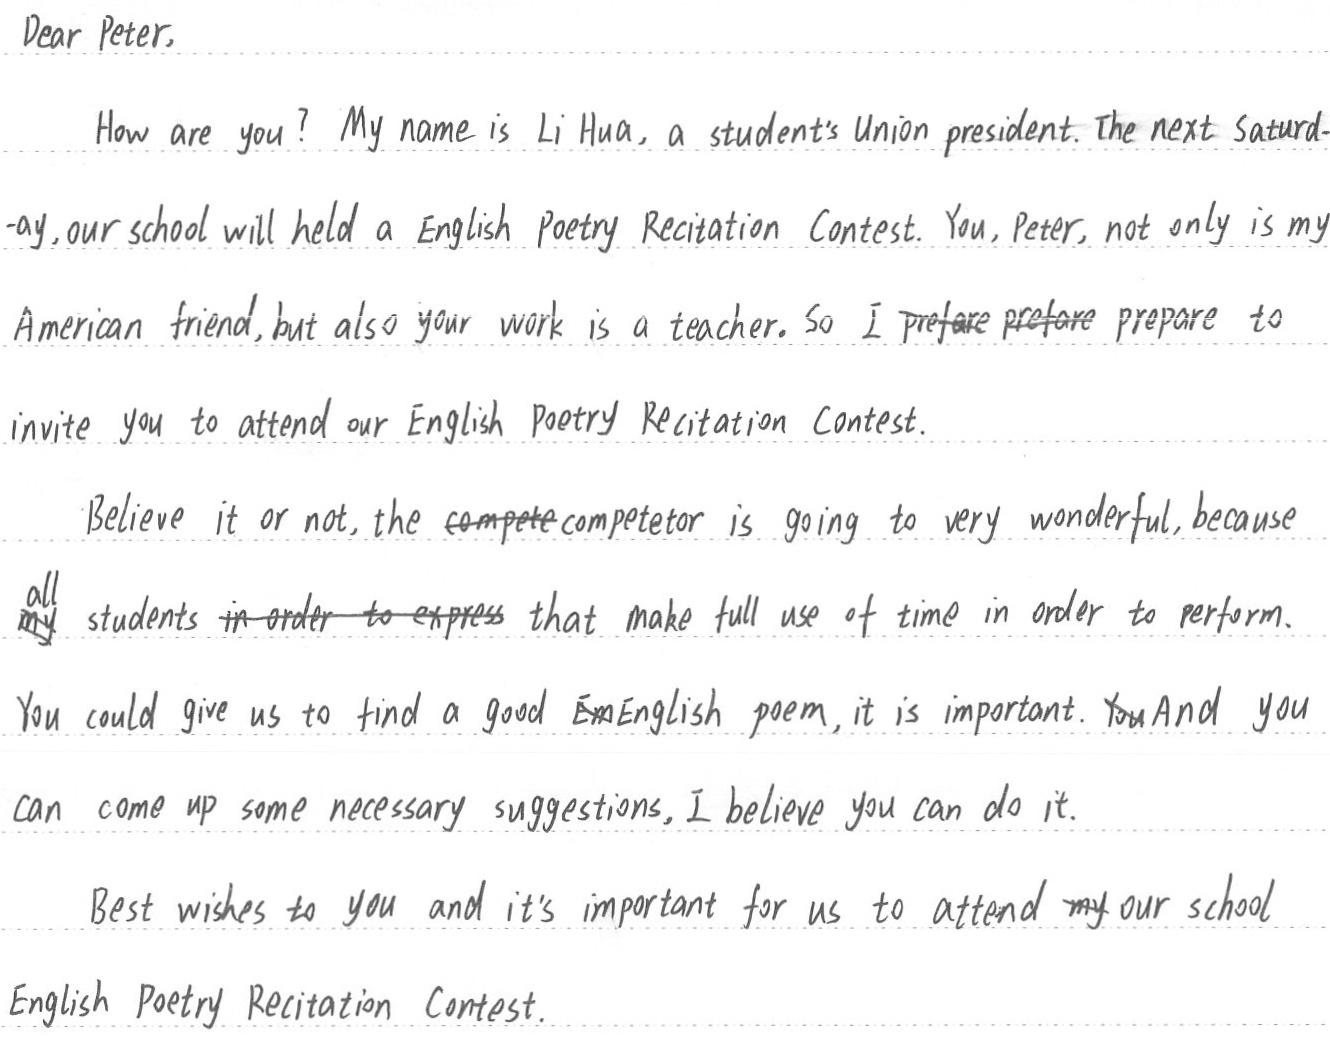 Dear Peter,
How are you? My name is Li Hua, a student's Union president. The next Saturd-
-ay, our school will held a English Poetry Recitation Contest. You, Peter, not only is my
American friend, but also your work is a teacher. So I prefare prefare prepare to
invite you to attend our English Poetry Recitation Contest.
Believe it or not, the compete competetor is going to very wonderful, because
all
my students in order to express that make full use of time in order to perform.
You could give us to find a good Em English poem, it is important. You And you
can come up some necessary suggestions, I believe you can do it.
Best wishes to you and it's important for us to attend my our school
English Poetry Recitation Contest.